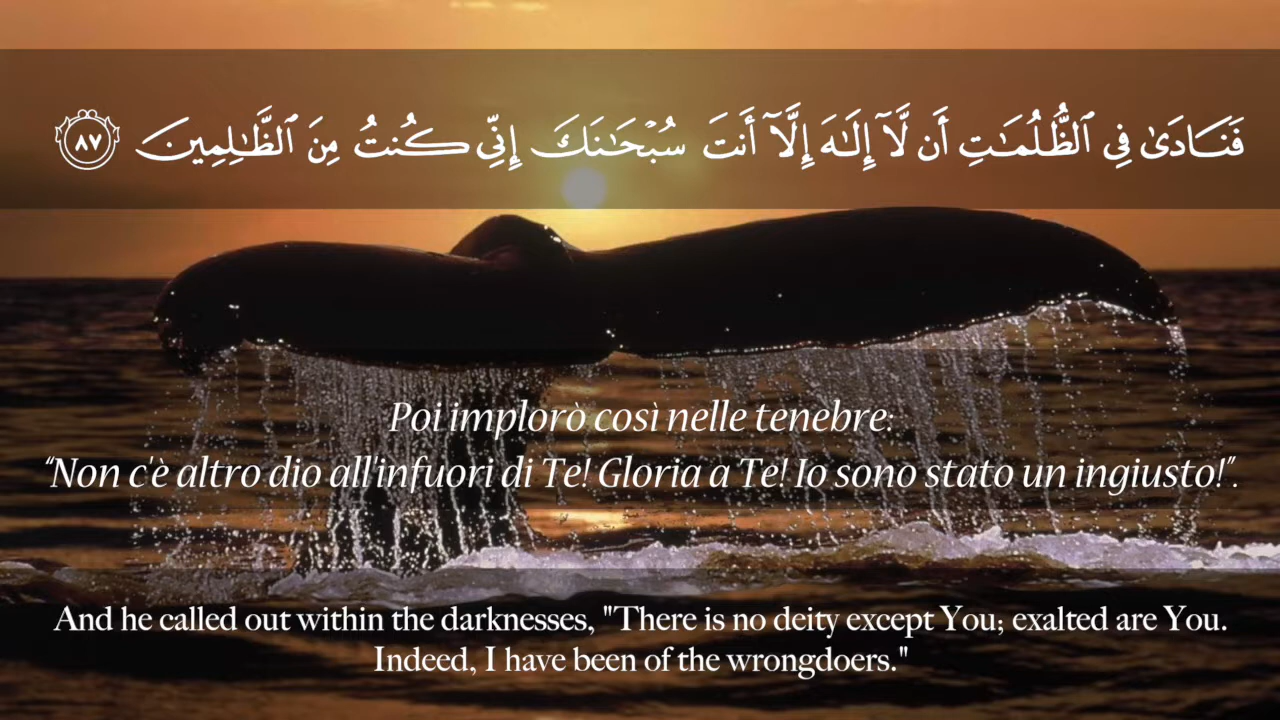 فَنَادَىٰ فِي ٱلظُّلُمَـٰتِ أَن لَّآ إِلَـٰهَ إِلَّآ أَنتَ سُبْحَـٰنَكَ إِنِّي كُنتُ مِنَ ٱلظَّـٰلِمِينَ ٨٧
Poi implorò così nelle tenebre:
“Non c'è altro dio all'infuori di Te! Gloria a Te! Io sono stato un ingiusto!”.
And he called out within the darknesses, "There is no deity except You; exalted are You.
Indeed, I have been of the wrongdoers."